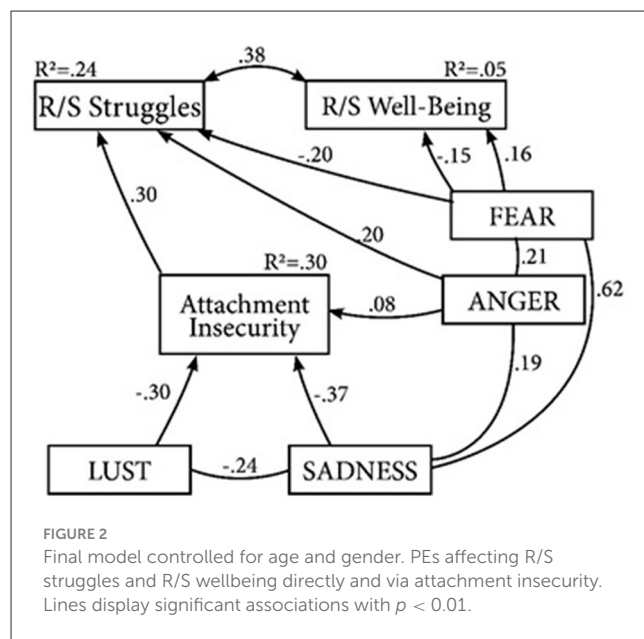 .38
R²=.24
R²=.05
R/S Struggles
R/S Well-Being
-.20
-.15
.16
.30
FEAR
.20
.21
R²=.30
.62
Attachment
Insecurity
.08
ANGER
.19
-.30
-.37
LUST
-.24
SADNESS
FIGURE 2
Final model controlled for age and gender. PEs affecting R/S
struggles and R/S wellbeing directly and via attachment insecurity.
Lines display significant associations with p < 0.01.